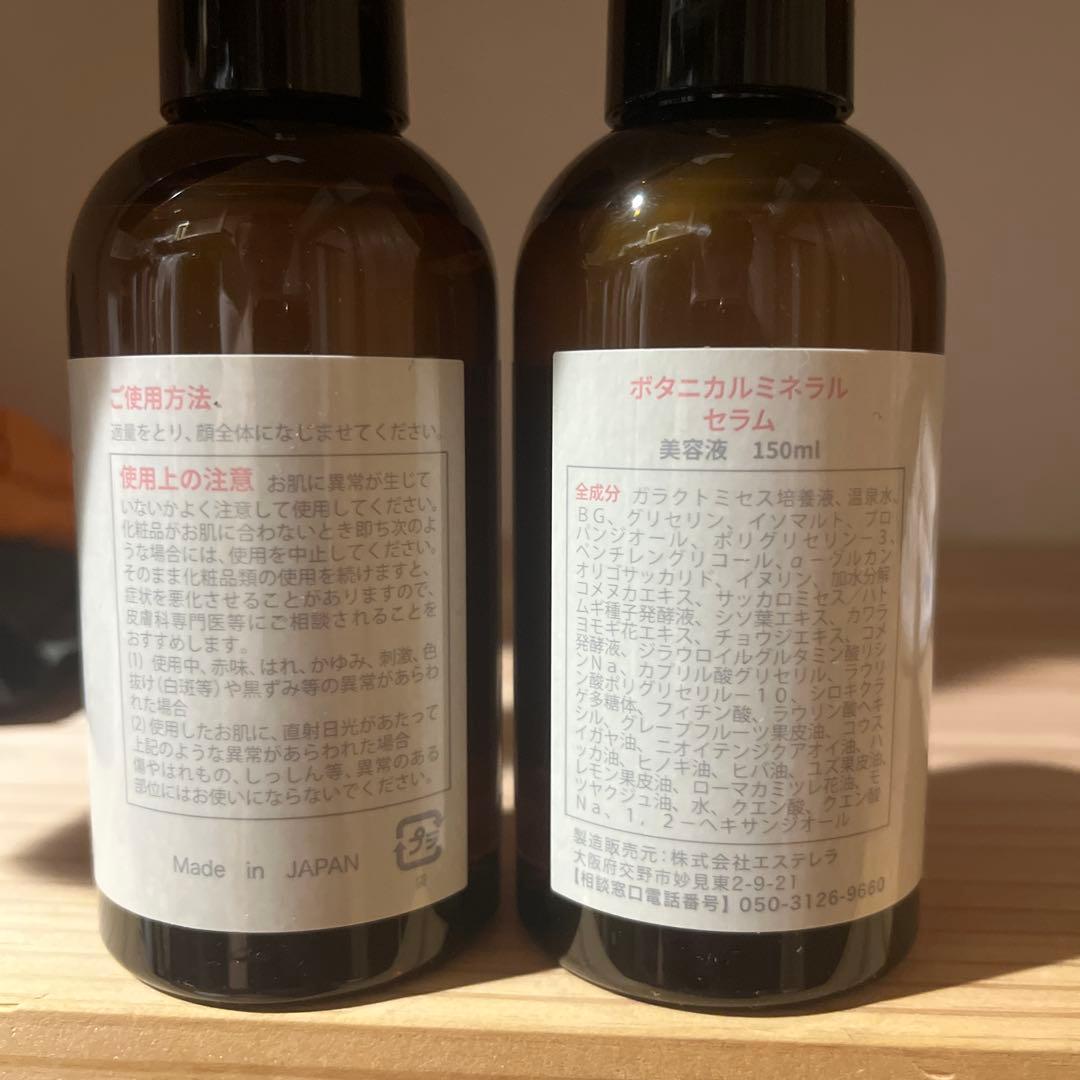 ご使用方法
適量をとり、顔全体になじませてください。
使用上の注意 お肌に異常が生じて
いないかよく注意して使用してください。
化粧品がお肌に合わないとき即ち次のよ
うな場合には、使用を中止してください。
そのまま化粧品類の使用を続けますと、
症状を悪化させることがありますので、
皮膚科専門医等にご相談されることを
おすすめします。
(1) 使用中、赤味、はれ、かゆみ、刺激、色
抜け(白斑等)や黒ずみ等の異常があらわ
れた場合
(2)使用したお肌に、直射日光があたって
上記のような異常があらわれた場合
傷やはれもの、しっしん等、異常のある
部位にはお使いにならないでください。
プラ
Made in JAPAN
ボタニカルミネラル
セラム
美容液 150ml
全成分 ガラクトミセス培養液、温泉水、
BG、グリセリン、イソマルト、プロ
パンジオール、ポリグリセリン-3、
ペンチレングリコール、α-グルカン
オリゴサッカリド、イヌリン、加水分解
コメヌカエキス、サッカロミセス/ハト
ムギ種子発酵液、シソ葉エキス、カワラ
ヨモギ花エキス、チョウジエキス、コメ
発酵液、ジラウロイルグルタミン酸リシ
ンNa、カプリル酸グリセリル、ラウリ
ン酸ポリグリセリル-10、シロキクラ
ゲ多糖体、フィチン酸、ラウリン酸ヘキ
シル、グレープフルーツ果皮油、コウス
イガヤ油、ニオイテンジクアオイ油、ハ
ッカ油、ヒノキ油、ヒバ油、ユズ果皮油、
レモン果皮油、ローマカミツレ花油、モ
ツヤクジュ油、水、クエン酸、クエン酸
Na、1,2-ヘキサンジオール
製造販売元:株式会社エステレラ
大阪府交野市妙見東2-9-21
【相談窓口電話番号】050-3126-9660